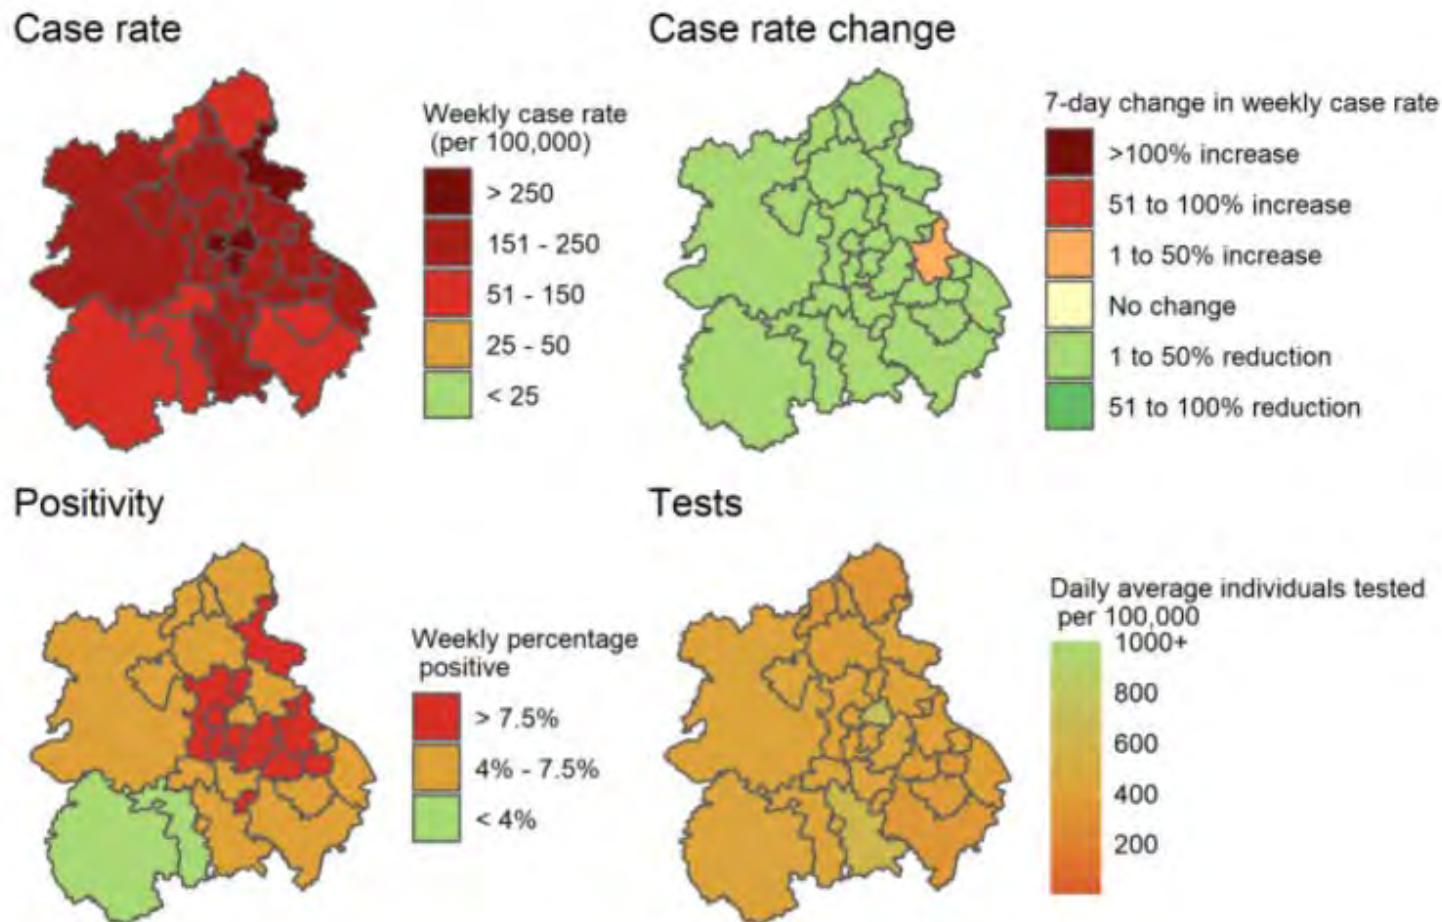 Case rate
Weekly case rate
(per 100,000)
> 250
151 - 250
51 - 150
25 - 50
< 25
Case rate change
7-day change in weekly case rate
>100% increase
51 to 100% increase
1 to 50% increase
No change
1 to 50% reduction
51 to 100% reduction
Positivity
Weekly percentage
positive
> 7.5%
4% - 7.5%
< 4%
Tests
Daily average individuals tested
per 100,000
1000+
800
600
400
200